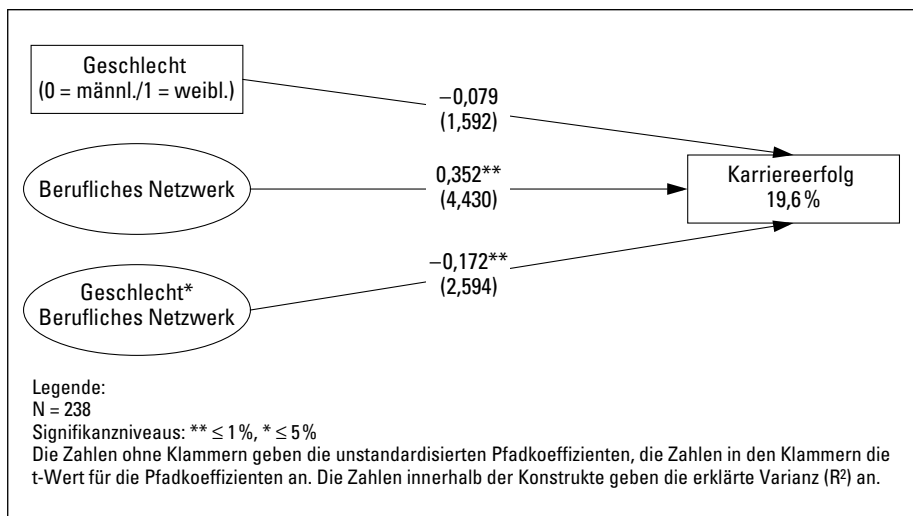 Geschlecht
(0 = männl./1 = weibl.)
−0,079
(1,592)
Berufliches Netzwerk
0,352**
(4,430)
Karriereerfolg
19,6 %
−0,172**
(2,594)
Geschlecht*
Berufliches Netzwerk
Legende:
N = 238
Signifikanzniveaus: ** ≤ 1 %, * ≤ 5 %
Die Zahlen ohne Klammern geben die unstandardisierten Pfadkoeffizienten, die Zahlen in den Klammern die
t-Wert für die Pfadkoeffizienten an. Die Zahlen innerhalb der Konstrukte geben die erklärte Varianz (R²) an.